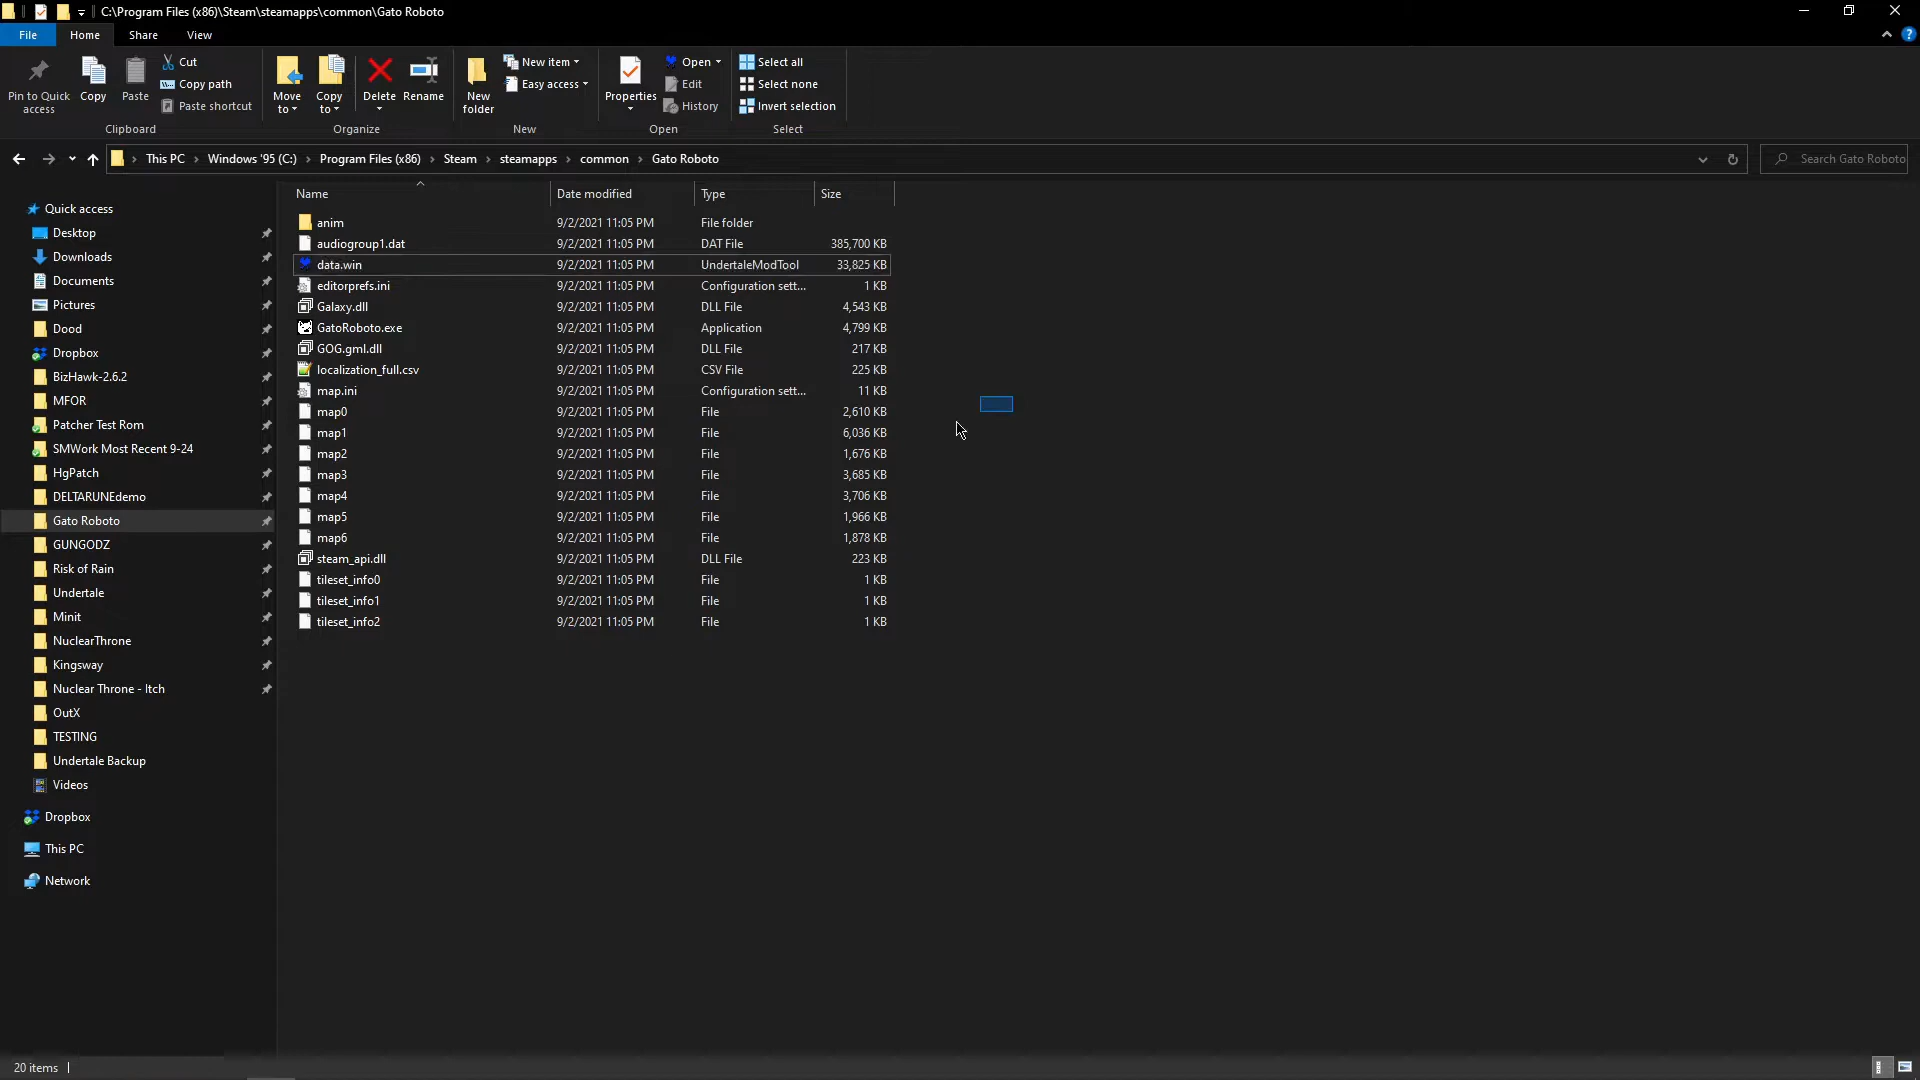 C:\Program Files (x86)\Steam\steamapps\common\Gato Roboto
File Home Share View
Pin to Quick access
Copy
Paste
Cut
Copy path
Paste shortcut
Clipboard
Move to
Copy to
Delete
Rename
Organize
New folder
New item
Easy access
New
Properties
Open
Edit
History
Open
Select all
Select none
Invert selection
Select
This PC › Windows '95 (C:) › Program Files (x86) › Steam › steamapps › common › Gato Roboto
Search Gato Roboto
Quick access
Desktop
Downloads
Documents
Pictures
Dood
Dropbox
BizHawk-2.6.2
MFOR
Patcher Test Rom
SMWork Most Recent 9-24
HgPatch
DELTARUNEdemo
Gato Roboto
GUNGODZ
Risk of Rain
Undertale
Minit
NuclearThrone
Kingsway
Nuclear Throne - Itch
OutX
TESTING
Undertale Backup
Videos
Dropbox
This PC
Network
Name Date modified Type Size
anim 9/2/2021 11:05 PM File folder
audiogroup1.dat 9/2/2021 11:05 PM DAT File 385,700 KB
data.win 9/2/2021 11:05 PM UndertaleModTool 33,825 KB
editorprefs.ini 9/2/2021 11:05 PM Configuration sett... 1 KB
Galaxy.dll 9/2/2021 11:05 PM DLL File 4,543 KB
GatoRoboto.exe 9/2/2021 11:05 PM Application 4,799 KB
GOG.gml.dll 9/2/2021 11:05 PM DLL File 217 KB
localization_full.csv 9/2/2021 11:05 PM CSV File 225 KB
map.ini 9/2/2021 11:05 PM Configuration sett... 11 KB
map0 9/2/2021 11:05 PM File 2,610 KB
map1 9/2/2021 11:05 PM File 6,036 KB
map2 9/2/2021 11:05 PM File 1,676 KB
map3 9/2/2021 11:05 PM File 3,685 KB
map4 9/2/2021 11:05 PM File 3,706 KB
map5 9/2/2021 11:05 PM File 1,966 KB
map6 9/2/2021 11:05 PM File 1,878 KB
steam_api.dll 9/2/2021 11:05 PM DLL File 223 KB
tileset_info0 9/2/2021 11:05 PM File 1 KB
tileset_info1 9/2/2021 11:05 PM File 1 KB
tileset_info2 9/2/2021 11:05 PM File 1 KB
20 items